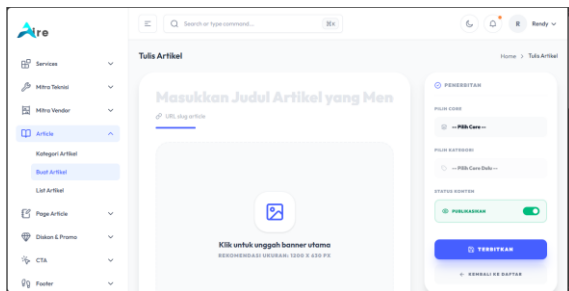 Aire
Search or type command...
⌘K
R
Rendy
Services
Mitra Teknisi
Mitra Vendor
Article
Kategori Artikel
Buat Artikel
List Artikel
Page Article
Diskon & Promo
CTA
Footer
Tulis Artikel
Home > Tulis Artikel
Masukkan Judul Artikel yang Men
URL slug artikel
Klik untuk unggah banner utama
REKOMENDASI UKURAN: 1200 X 630 PX
PENERBITAN
PILIH CORE
-- Pilih Core --
PILIH KATEGORI
-- Pilih Core Dulu --
STATUS KONTEN
PUBLIKASIKAN
TERBITKAN
KEMBALI KE DAFTAR